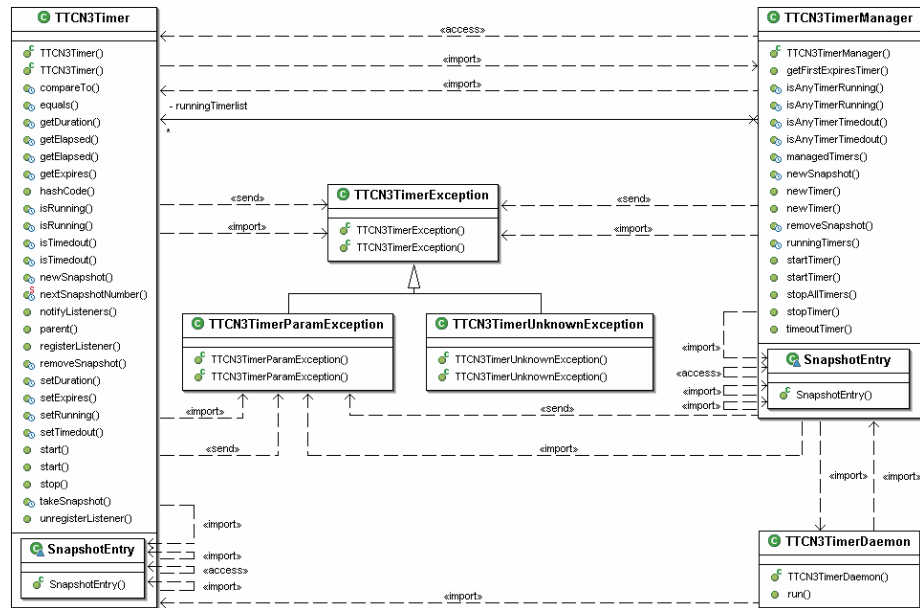 TTCN3Timer
TTCN3Timer()
TTCN3Timer()
compareTo()
equals()
getDuration()
getElapsed()
getElapsed()
getExpires()
hashCode()
isRunning()
isRunning()
isTimedout()
isTimedout()
newSnapshot()
nextSnapshotNumber()
notifyListeners()
parent()
registerListener()
removeSnapshot()
setDuration()
setExpires()
setRunning()
setTimedout()
start()
start()
stop()
takeSnapshot()
unregisterListener()
SnapshotEntry
SnapshotEntry()
«access»
«import»
«import»
- runningTimerlist
*
«send»
«import»
TTCN3TimerException
TTCN3TimerException()
TTCN3TimerException()
«send»
«import»
TTCN3TimerParamException
TTCN3TimerParamException()
TTCN3TimerParamException()
TTCN3TimerUnknownException
TTCN3TimerUnknownException()
TTCN3TimerUnknownException()
«import»
«send»
«send»
«import»
«import»
«import»
«access»
«import»
«import»
TTCN3TimerManager
TTCN3TimerManager()
getFirstExpiresTimer()
isAnyTimerRunning()
isAnyTimerRunning()
isAnyTimerTimedout()
isAnyTimerTimedout()
managedTimers()
newSnapshot()
newTimer()
newTimer()
removeSnapshot()
runningTimers()
startTimer()
startTimer()
stopAllTimers()
stopTimer()
timeoutTimer()
«import»
«access»
«import»
«import»
SnapshotEntry
SnapshotEntry()
«import»
«import»
TTCN3TimerDaemon
TTCN3TimerDaemon()
run()